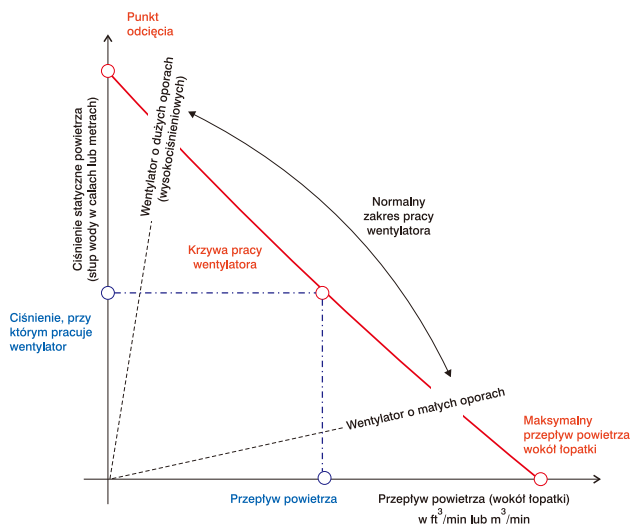 Punkt
odcięcia
Ciśnienie statyczne powietrza
(słup wody w calach lub metrach)
Wentylator o dużych oporach
(wysokociśnieniowych)
Normalny
zakres pracy
wentylatora
Krzywa pracy
wentylatora
Ciśnienie, przy
którym pracuje
wentylator
Wentylator o małych oporach
Maksymalny
przepływ powietrza
wokół łopatki
Przepływ powietrza
Przepływ powietrza (wokół łopatki)
w ft³/min lub m³/min